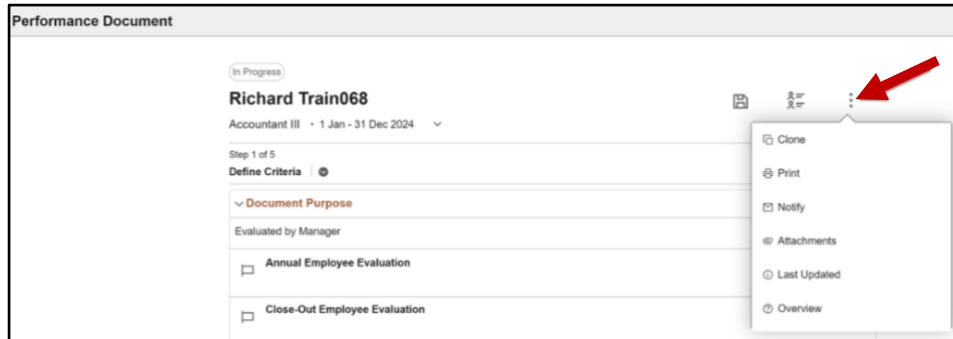 Performance Document
In Progress
Richard Train068
Accountant III • 1 Jan - 31 Dec 2024
Step 1 of 5
Define Criteria
Document Purpose
Evaluated by Manager
Annual Employee Evaluation
Close-Out Employee Evaluation
Clone
Print
Notify
Attachments
Last Updated
Overview